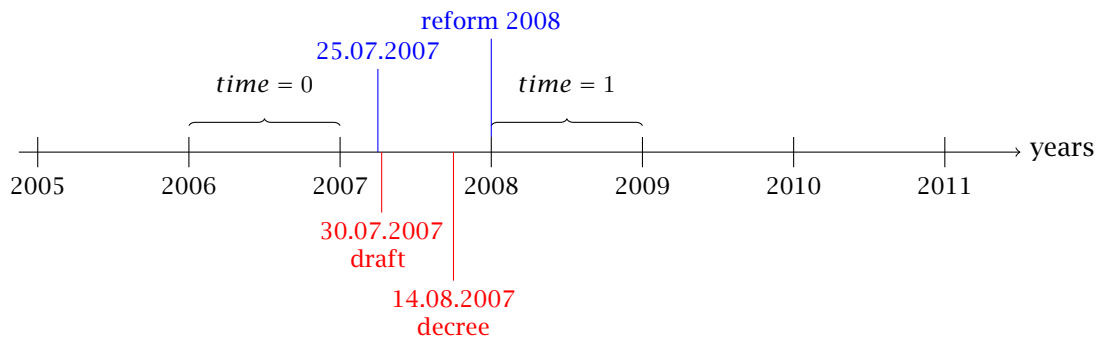 reform 2008
25.07.2007
time = 0
time = 1
years
2005
2006
2007
2008
2009
2010
2011
30.07.2007
draft
14.08.2007
decree